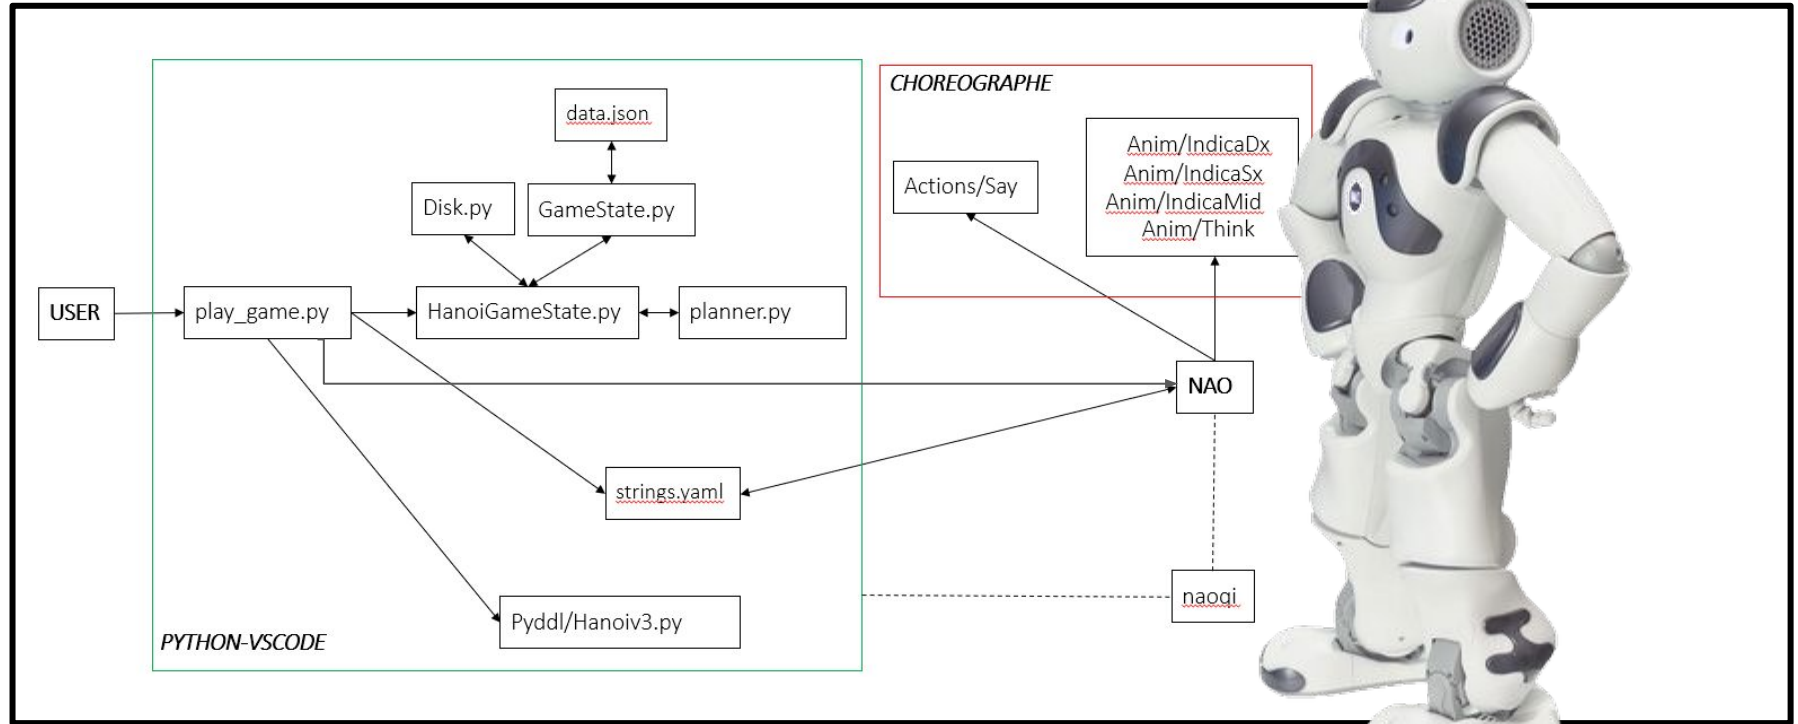 CHOREOGRAPHE
data.json
Anim/IndicaDx
Anim/IndicaSx
Anim/IndicaMid
Anim/Think
Actions/Say
Disk.py
GameState.py
USER
play_game.py
HanoiGameState.py
planner.py
NAO
strings.yaml
naoqi
Pyddl/Hanoiv3.py
PYTHON-VSCODE